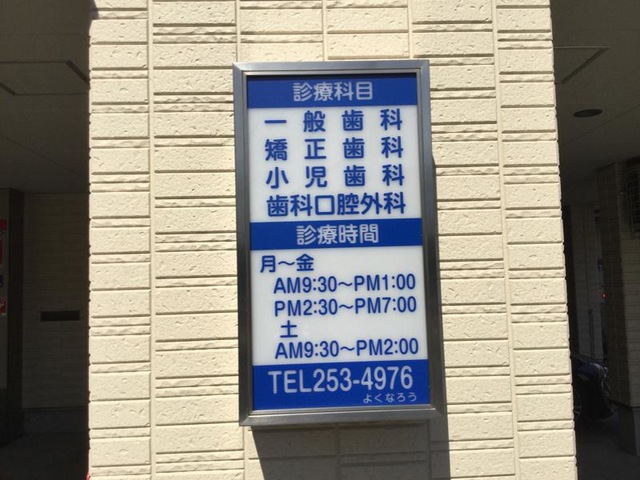 診療科目
一般歯科
矯正歯科
小児歯科
歯科口腔外科
診療時間
月～金
AM9:30～PM1:00
PM2:30～PM7:00
土
AM9:30～PM2:00
TEL253-4976
よくなろう